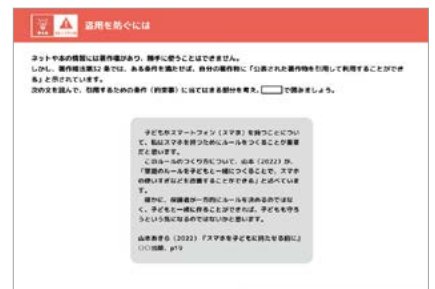 盗用を防ぐには
ネットや本の情報には著作権があり、勝手に使うことはできません。
しかし、著作権法第32条では、ある条件を満たせば、自分の著作物に「公表された著作物を引用して利用することができ
る」と示されています。
次の文を読んで、引用するための条件（約束事）に当てはまる部分を考え、で囲みましょう。
子どもがスマートフォン（スマホ）を持つことについ
て、私はスマホを持つためにルールをつくることが重要
だと思います。
このルールのつくり方について、山本（2022）が、
「家庭のルールを子どもと一緒につくることで、スマホ
の使いすぎなどを改善することができる」と述べていま
す。
確かに、保護者が一方的にルールを決めるのではな
く、子どもと一緒に作ることができれば、子どもも守ろ
うという気になるのではないかと思います。
山本あきら（2022）『スマホを子どもに持たせる前に』
〇〇出版、p19